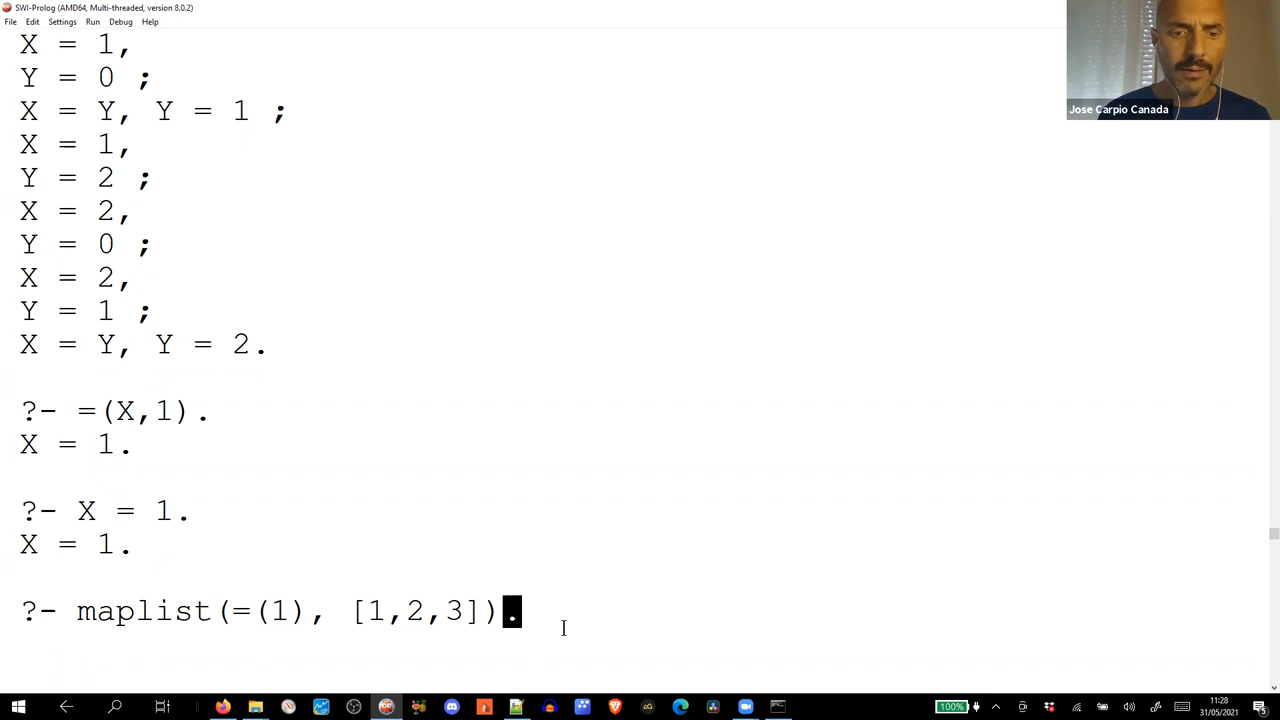 SWI-Prolog (AMD64, Multi-threaded, version 8.0.2)
File Edit Settings Run Debug Help
X = 1,
Y = 0 ;
X = Y, Y = 1 ;
X = 1,
Y = 2 ;
X = 2,
Y = 0 ;
X = 2,
Y = 1 ;
X = Y, Y = 2.
?- =(X,1).
X = 1.
?- X = 1.
X = 1.
?- maplist(=(1), [1,2,3]).
Jose Carpio Canada
100%
11:28
31/05/2021